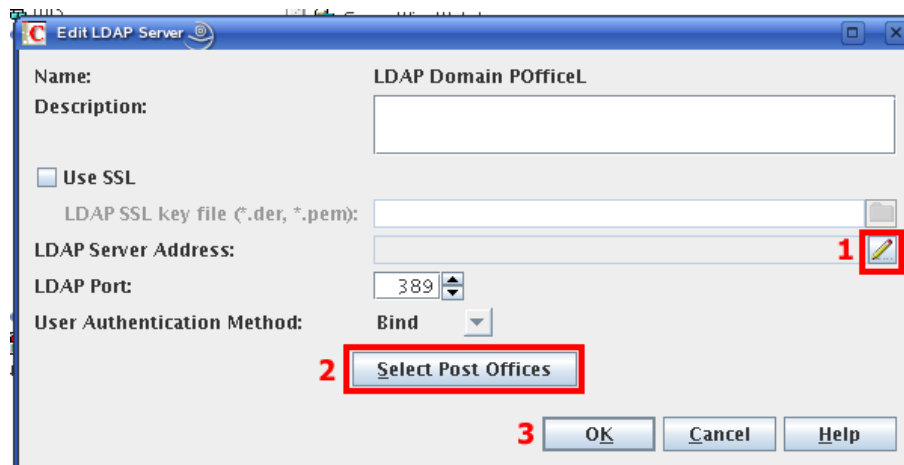 Edit LDAP Server
Name: LDAP Domain POfficeL
Description:
Use SSL
LDAP SSL key file (*.der, *.pem):
LDAP Server Address: 1
LDAP Port: 389
User Authentication Method: Bind
2 Select Post Offices
3 OK Cancel Help